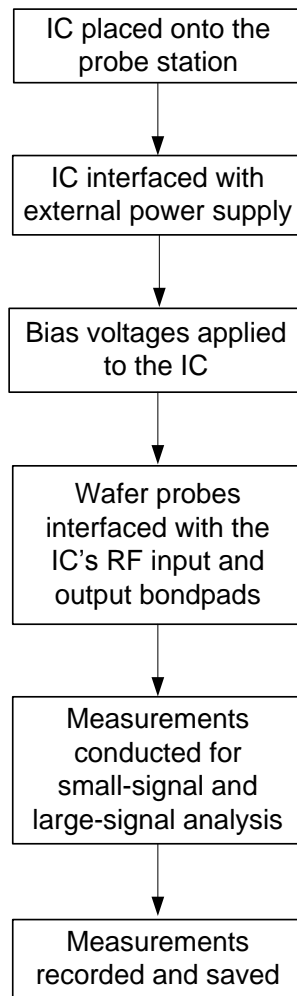 IC placed onto the
probe station
IC interfaced with
external power supply
Bias voltages applied
to the IC
Wafer probes
interfaced with the
IC's RF input and
output bondpads
Measurements
conducted for
small-signal and
large-signal analysis
Measurements
recorded and saved